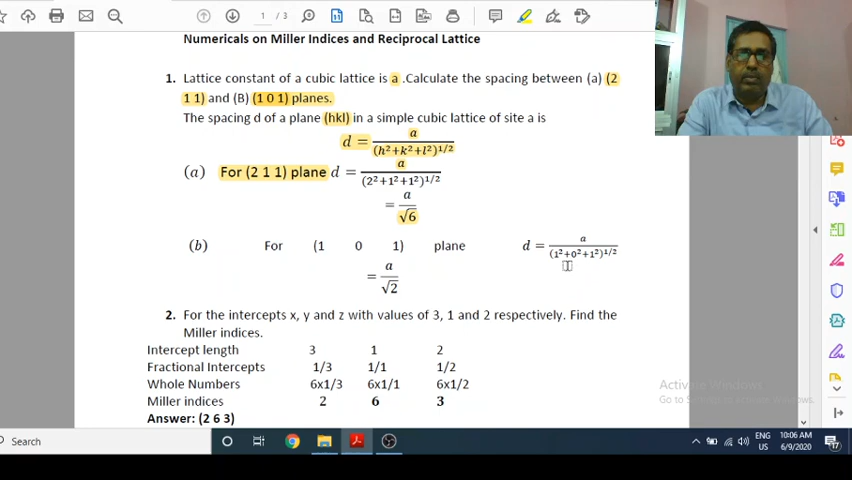 1 / 3
Numericals on Miller Indices and Reciprocal Lattice
1. Lattice constant of a cubic lattice is a .Calculate the spacing between (a) (2
1 1) and (B) (1 0 1) planes.
The spacing d of a plane (hkl) in a simple cubic lattice of site a is
d = a/(h²+k²+l²)^1/2
(a) For (2 1 1) plane d = a/(2²+1²+1²)^1/2
= a/√6
(b) For (1 0 1) plane d = a/(1²+0²+1²)^1/2
= a/√2
2. For the intercepts x, y and z with values of 3, 1 and 2 respectively. Find the
Miller indices.
Intercept length 3 1 2
Fractional Intercepts 1/3 1/1 1/2
Whole Numbers 6x1/3 6x1/1 6x1/2
Miller indices 2 6 3
Answer: (2 6 3)
Activate Windows
Search
ENG 10:06 AM
US 6/9/2020
17